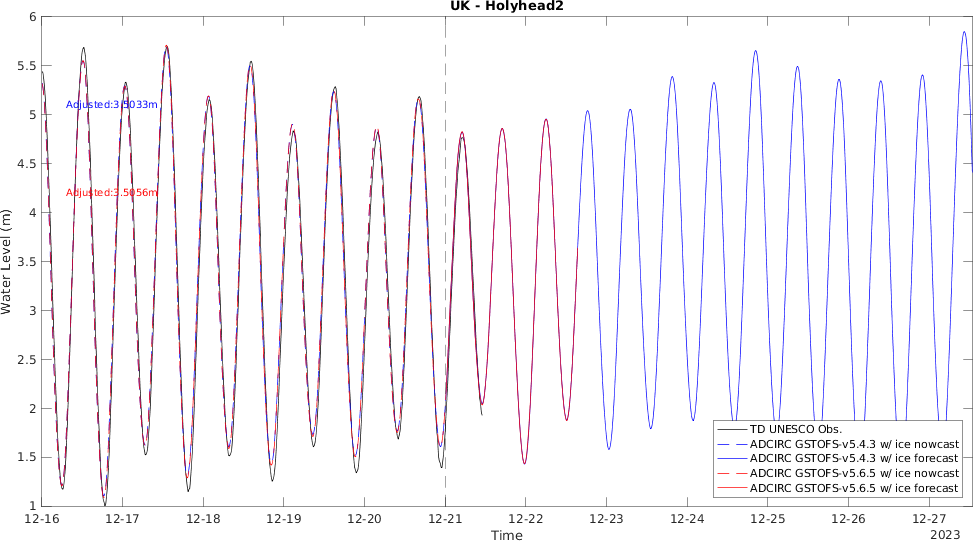 UK - Holyhead2
6
5.5
5
4.5
4
3.5
3
2.5
2
1.5
1
Water Level (m)
Adjusted:3.5033m
Adjusted:3.5056m
TD UNESCO Obs.
ADCIRC GSTOFS-v5.4.3 w/ ice nowcast
ADCIRC GSTOFS-v5.4.3 w/ ice forecast
ADCIRC GSTOFS-v5.6.5 w/ ice nowcast
ADCIRC GSTOFS-v5.6.5 w/ ice forecast
12-16 12-17 12-18 12-19 12-20 12-21 12-22 12-23 12-24 12-25 12-26 12-27
Time
2023